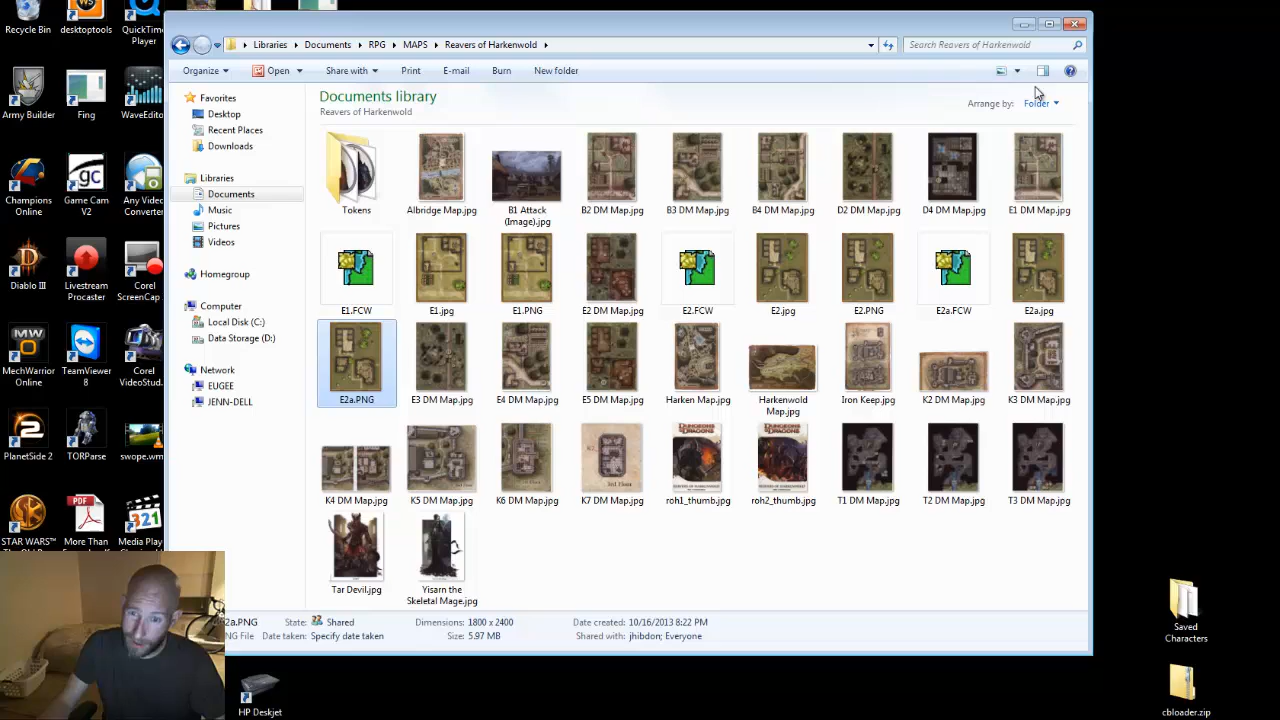 Recycle Bin
desktoptools
QuickTime
Player
Army Builder
Fing
WaveEditor
Champions
Online
Game Cam
V2
Any Video
Converter
Diablo III
Livestream
Procaster
Corel
ScreenCap
MechWarrior
Online
TeamViewer
8
Corel
VideoStud...
PlanetSide 2
TORParse
swope.wm
STAR WARS™
More Than
Media Play
HP Deskjet
Saved
Characters
cbloader.zip
Libraries
Documents
RPG
MAPS
Reavers of Harkenwold
Search Reavers of Harkenwold
Organize
Open
Share with
Print
E-mail
Burn
New folder
Favorites
Desktop
Recent Places
Downloads
Libraries
Documents
Music
Pictures
Videos
Homegroup
Computer
Local Disk (C:)
Data Storage (D:)
Network
EUGEE
JENN-DELL
Documents library
Reavers of Harkenwold
Arrange by: Folder
Tokens
Albridge Map.jpg
B1 Attack
(Image).jpg
B2 DM Map.jpg
B3 DM Map.jpg
B4 DM Map.jpg
D2 DM Map.jpg
D4 DM Map.jpg
E1 DM Map.jpg
E1.FCW
E1.jpg
E1.PNG
E2 DM Map.jpg
E2.FCW
E2.jpg
E2.PNG
E2a.FCW
E2a.jpg
E2a.PNG
E3 DM Map.jpg
E4 DM Map.jpg
E5 DM Map.jpg
Harken Map.jpg
Harkenwold
Map.jpg
Iron Keep.jpg
K2 DM Map.jpg
K3 DM Map.jpg
K4 DM Map.jpg
K5 DM Map.jpg
K6 DM Map.jpg
K7 DM Map.jpg
roh1_thumb.jpg
roh2_thumb.jpg
T1 DM Map.jpg
T2 DM Map.jpg
T3 DM Map.jpg
Tar Devil.jpg
Yisarn the
Skeletal Mage.jpg
2a.PNG
State: Shared
Dimensions: 1800 x 2400
Date created: 10/16/2013 8:22 PM
NG File
Date taken: Specify date taken
Size: 5.97 MB
Shared with: jhibdon; Everyone